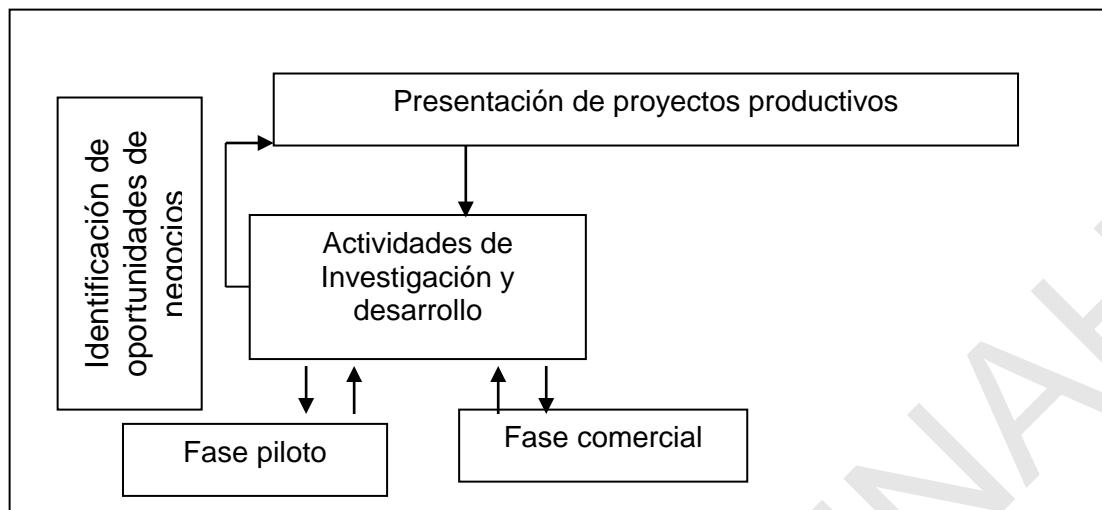 Presentación de proyectos productivos
Identificación de
oportunidades de
negocios
Actividades de
Investigación y
desarrollo
Fase piloto
Fase comercial